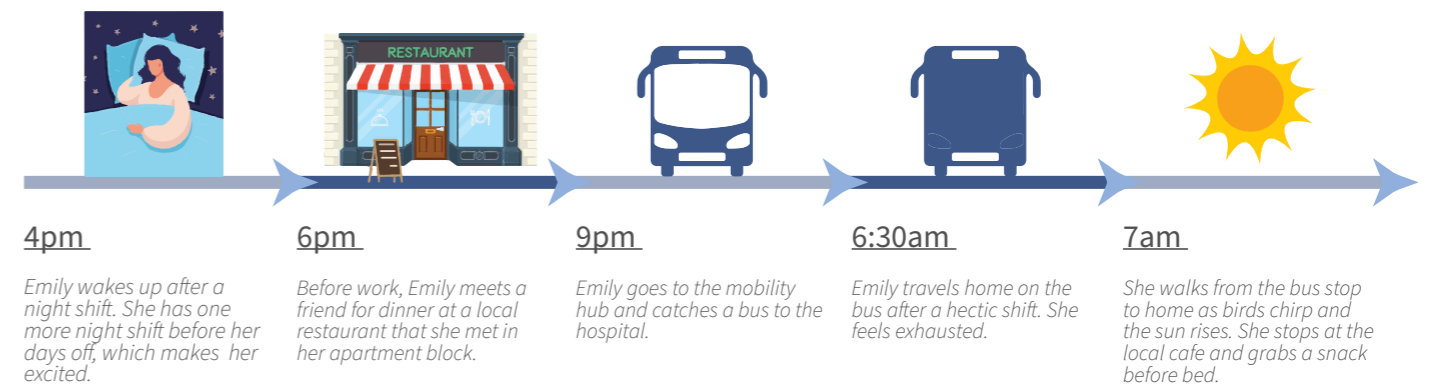 RESTAURANT
4pm
Emily wakes up after a
night shift. She has one
more night shift before her
days off, which makes  her
excited.
6pm
Before work, Emily meets a
friend for dinner at a local
restaurant that she met in
her apartment block.
9pm
Emily goes to the mobility
hub and catches a bus to the
hospital.
6:30am
Emily travels home on the
bus after a hectic shift. She
feels exhausted.
7am
She walks from the bus stop
to home as birds chirp and
the sun rises. She stops at the
local cafe and grabs a snack
before bed.